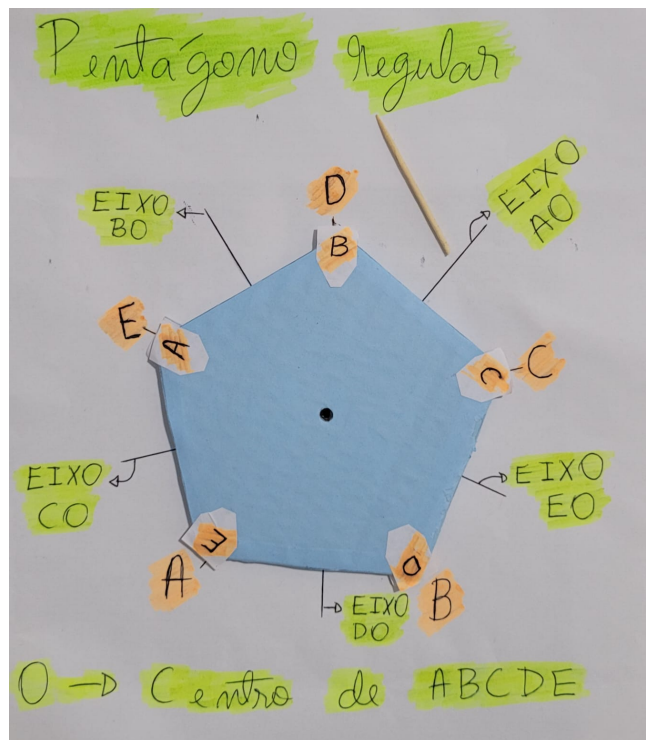 Pentágono regular
D
EIXO
BO
EIXO
AO
B
E
A
C
C
EIXO
CO
EIXO
EO
E
D
A
B
EIXO
DO
O → Centro de ABCDE